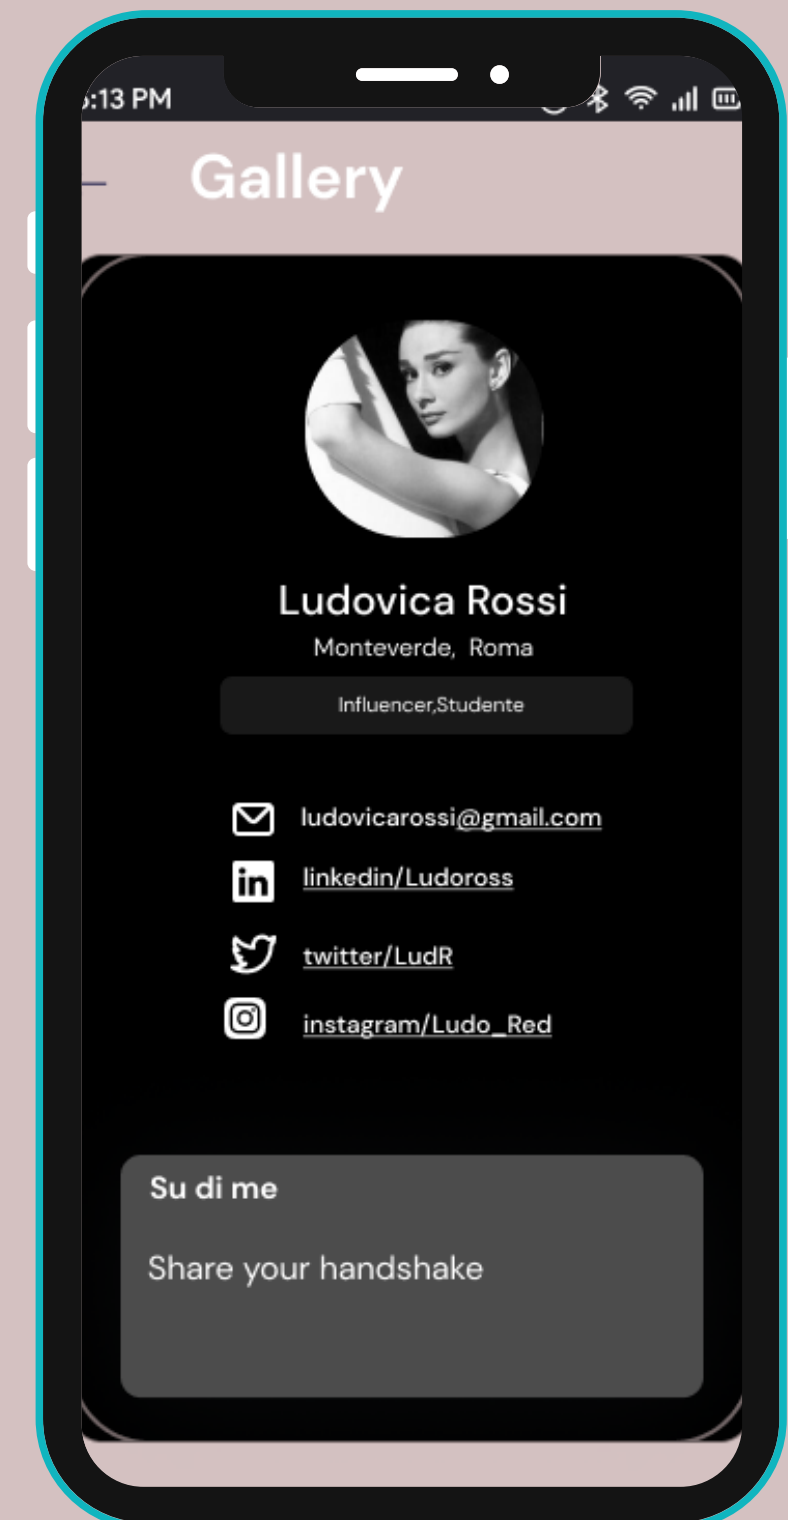 :13 PM
Gallery
Ludovica Rossi
Monteverde, Roma
Influencer,Studente
ludovicarossi@gmail.com
in
linkedin/Ludoross
twitter/LudR
instagram/Ludo_Red
Su di me
Share your handshake